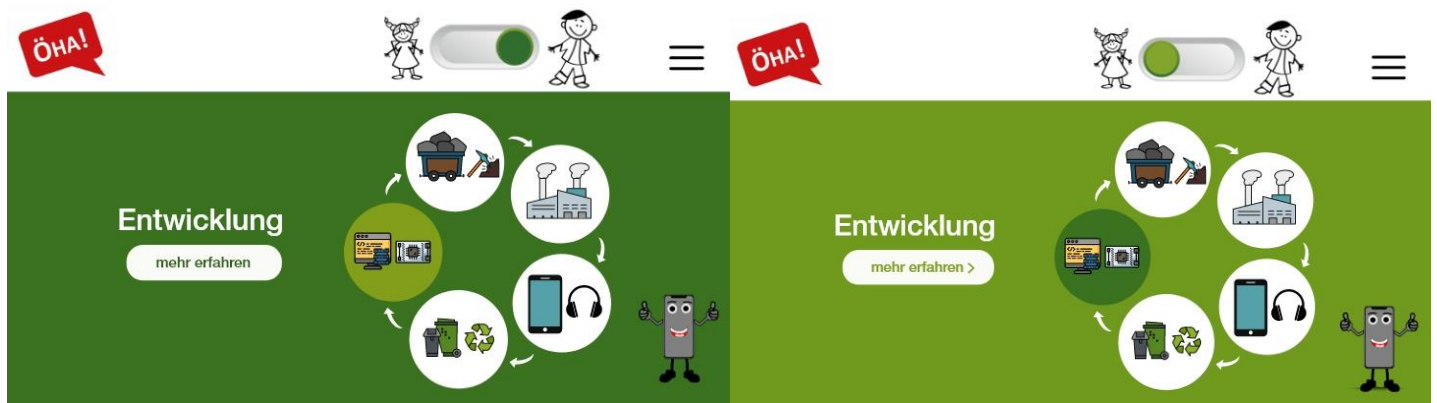 ÖHA!
Entwicklung
mehr erfahren
ÖHA!
Entwicklung
mehr erfahren >